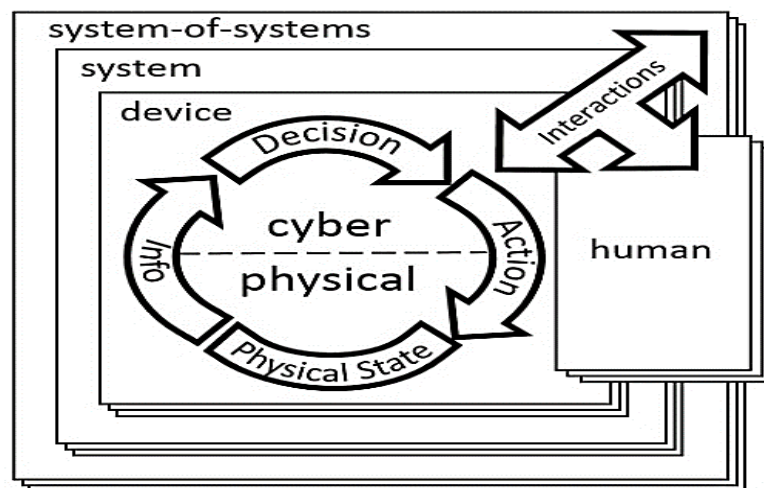 system-of-systems
system
device
Interactions
Decision
Info
cyber
physical
Action
human
Physical State